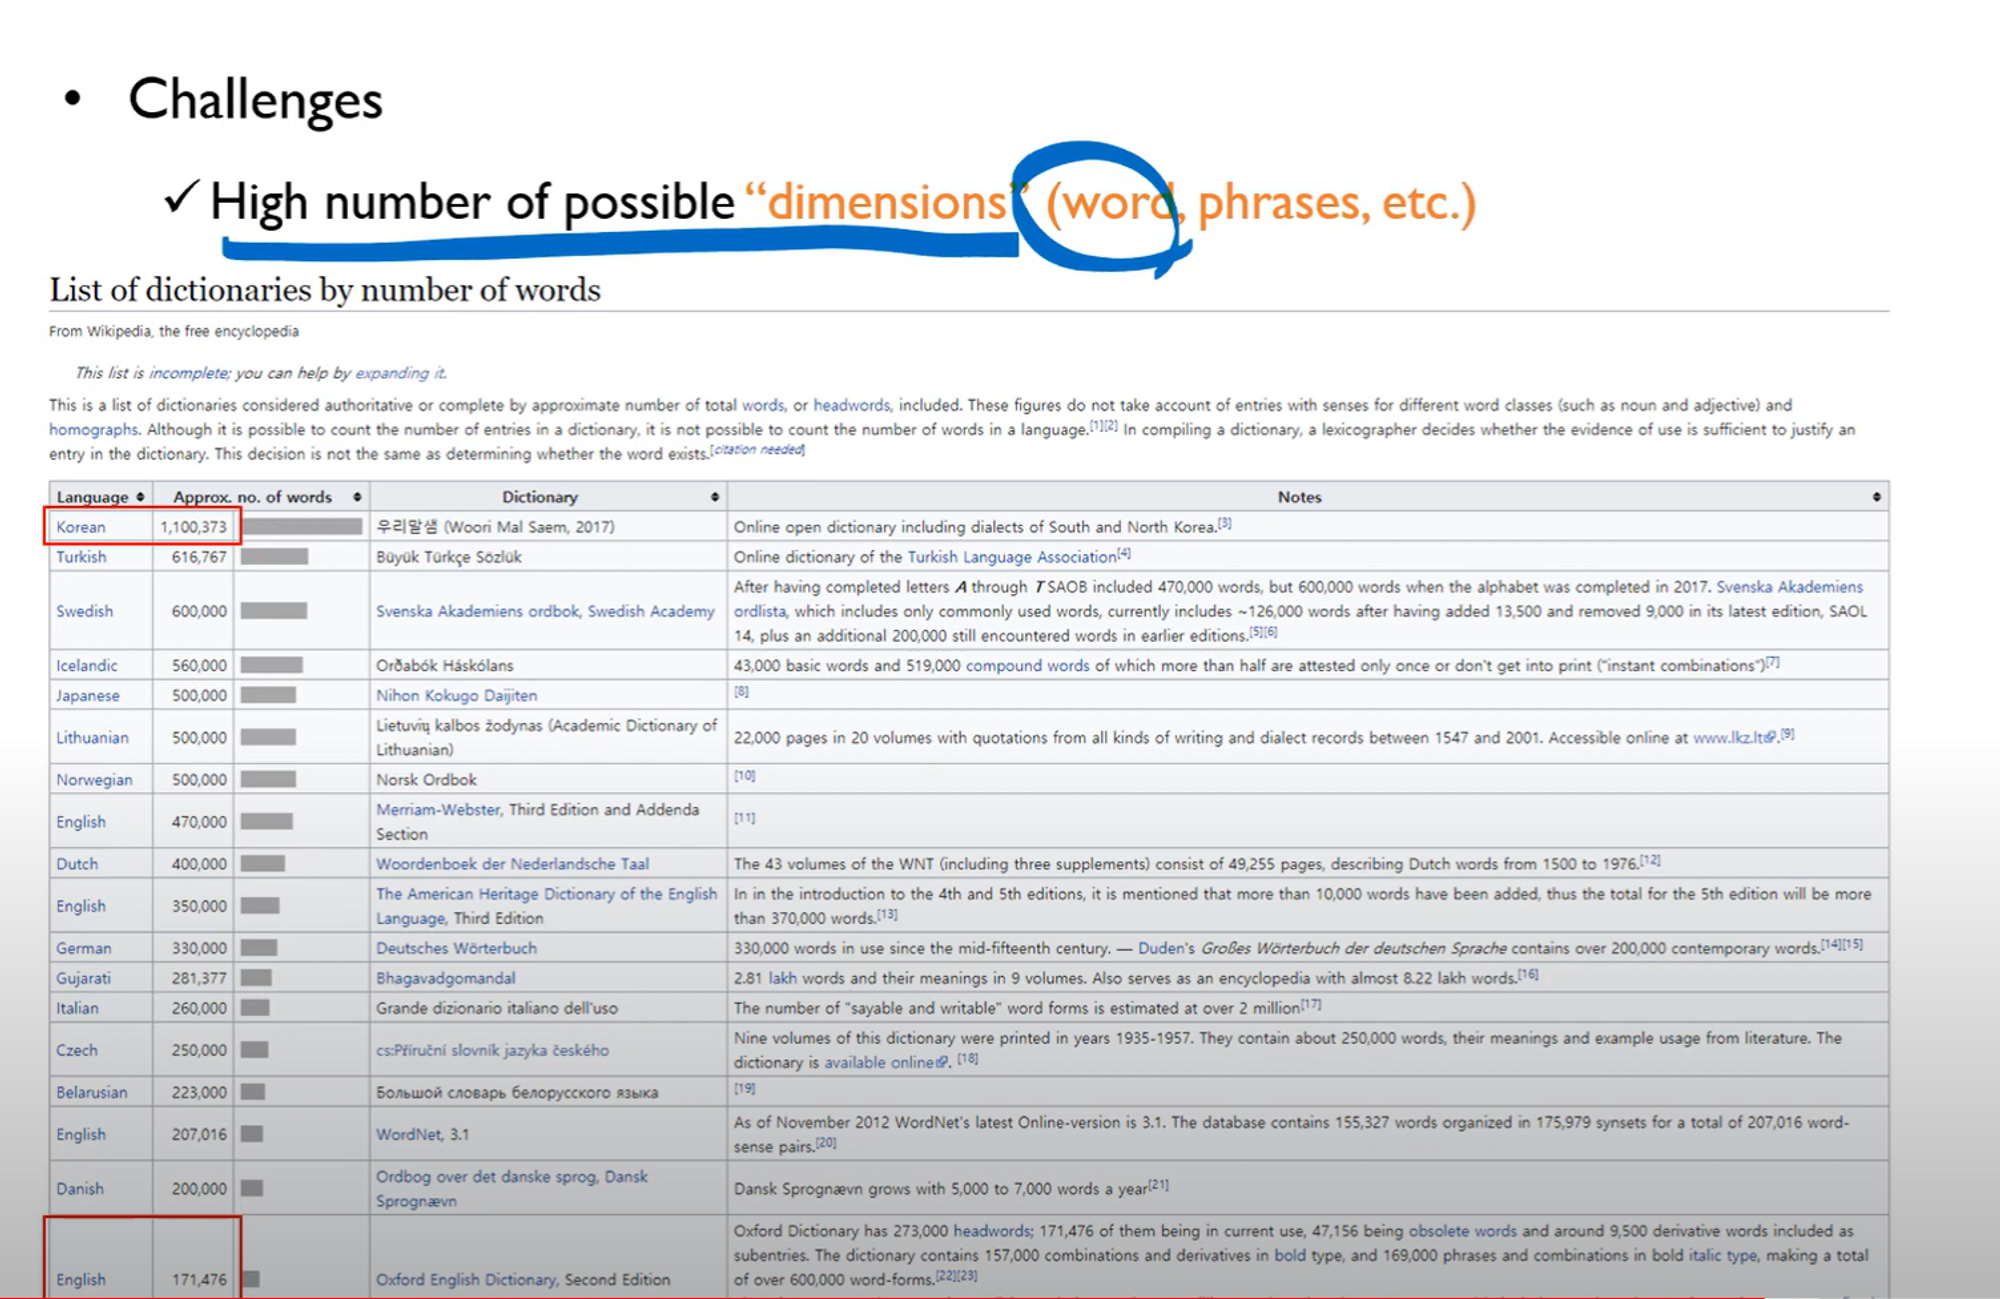 • Challenges
✓ High number of possible “dimensions” (word, phrases, etc.)
List of dictionaries by number of words
From Wikipedia, the free encyclopedia
This list is incomplete; you can help by expanding it.
This is a list of dictionaries considered authoritative or complete by approximate number of total words, or headwords, included. These figures do not take account of entries with senses for different word classes (such as noun and adjective) and
homographs. Although it is possible to count the number of entries in a dictionary, it is not possible to count the number of words in a language.[1][2] In compiling a dictionary, a lexicographer decides whether the evidence of use is sufficient to justify an
entry in the dictionary. This decision is not the same as determining whether the word exists.[citation needed]
Language Approx. no. of words Dictionary Notes
Korean 1,100,373 우리말샘 (Woori Mal Saem, 2017) Online open dictionary including dialects of South and North Korea.[3]
Turkish 616,767 Büyük Türkçe Sözlük Online dictionary of the Turkish Language Association[4]
Swedish 600,000 Svenska Akademiens ordbok, Swedish Academy After having completed letters A through T SAOB included 470,000 words, but 600,000 words when the alphabet was completed in 2017. Svenska Akademiens
ordlista, which includes only commonly used words, currently includes ~126,000 words after having added 13,500 and removed 9,000 in its latest edition, SAOL
14, plus an additional 200,000 still encountered words in earlier editions.[5][6]
Icelandic 560,000 Orðabók Háskólans 43,000 basic words and 519,000 compound words of which more than half are attested only once or don't get into print ("instant combinations")[7]
Japanese 500,000 Nihon Kokugo Daijiten [8]
Lithuanian 500,000 Lietuvių kalbos žodynas (Academic Dictionary of
Lithuanian) 22,000 pages in 20 volumes with quotations from all kinds of writing and dialect records between 1547 and 2001. Accessible online at www.lkz.lt.[9]
Norwegian 500,000 Norsk Ordbok [10]
English 470,000 Merriam-Webster, Third Edition and Addenda
Section [11]
Dutch 400,000 Woordenboek der Nederlandsche Taal The 43 volumes of the WNT (including three supplements) consist of 49,255 pages, describing Dutch words from 1500 to 1976.[12]
English 350,000 The American Heritage Dictionary of the English
Language, Third Edition In in the introduction to the 4th and 5th editions, it is mentioned that more than 10,000 words have been added, thus the total for the 5th edition will be more
than 370,000 words.[13]
German 330,000 Deutsches Wörterbuch 330,000 words in use since the mid-fifteenth century. — Duden's Großes Wörterbuch der deutschen Sprache contains over 200,000 contemporary words.[14][15]
Gujarati 281,377 Bhagavadgomandal 2.81 lakh words and their meanings in 9 volumes. Also serves as an encyclopedia with almost 8.22 lakh words.[16]
Italian 260,000 Grande dizionario italiano dell'uso The number of "sayable and writable" word forms is estimated at over 2 million[17]
Czech 250,000 cs:Příruční slovník jazyka českého Nine volumes of this dictionary were printed in years 1935-1957. They contain about 250,000 words, their meanings and example usage from literature. The
dictionary is available online. [18]
Belarusian 223,000 Большой словарь белорусского языка [19]
English 207,016 WordNet, 3.1 As of November 2012 WordNet's latest Online-version is 3.1. The database contains 155,327 words organized in 175,979 synsets for a total of 207,016 word-
sense pairs.[20]
Danish 200,000 Ordbog over det danske sprog, Dansk
Sprognævn Dansk Sprognævn grows with 5,000 to 7,000 words a year[21]
English 171,476 Oxford English Dictionary, Second Edition Oxford Dictionary has 273,000 headwords; 171,476 of them being in current use, 47,156 being obsolete words and around 9,500 derivative words included as
subentries. The dictionary contains 157,000 combinations and derivatives in bold type, and 169,000 phrases and combinations in bold italic type, making a total
of over 600,000 word-forms.[22][23]